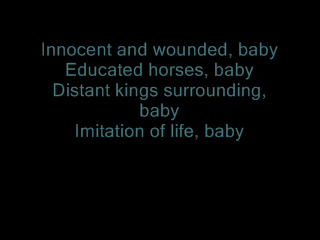 Innocent and wounded, baby
Educated horses, baby
Distant kings surrounding,
baby
Imitation of life, baby